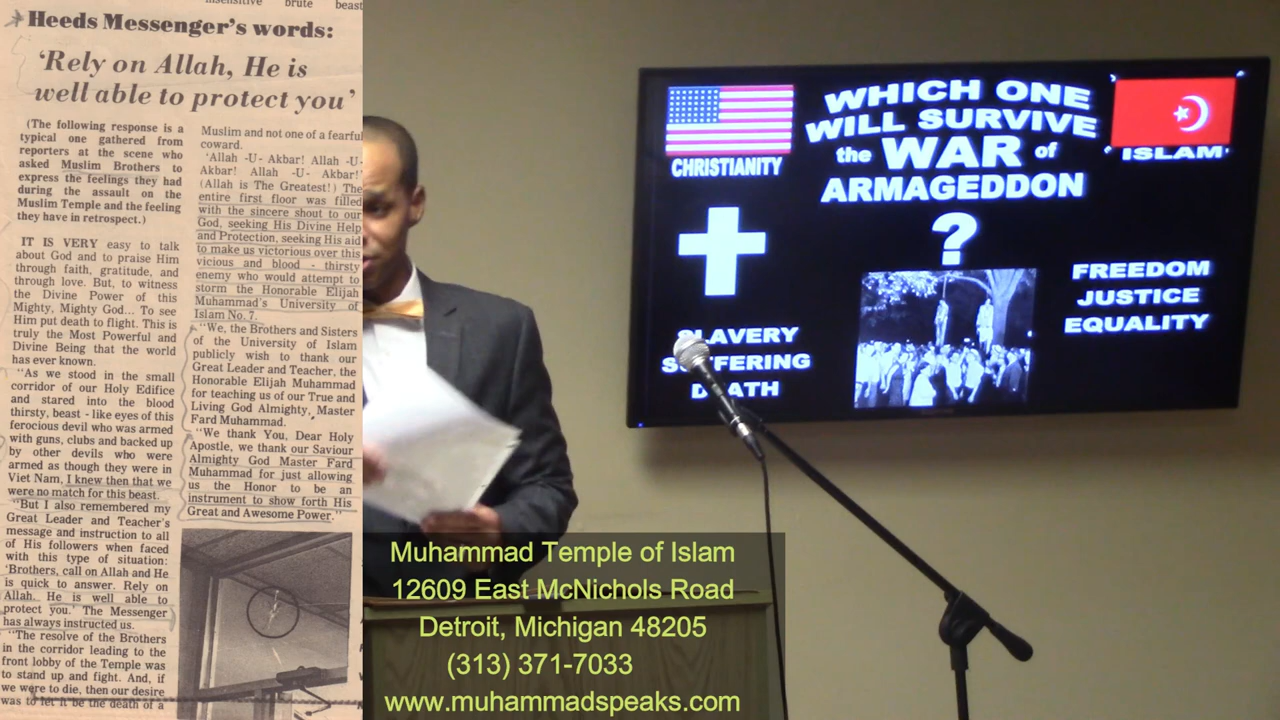 insensitive brute beast
Heeds Messenger's words:
'Rely on Allah, He is
well able to protect you'
(The following response is a
typical one gathered from
reporters at the scene who
asked Muslim Brothers to
express the feelings they had
during the assault on the
Muslim Temple and the feeling
they have in retrospect.)
IT IS VERY easy to talk
about God and to praise Him
through faith, gratitude, and
through love. But, to witness
the Divine Power of this
Mighty, Mighty God... To see
Him put death to flight. This is
truly the Most Powerful and
Divine Being that the world
has ever known.
"As we stood in the small
corridor of our Holy Edifice
and stared into the blood
thirsty, beast - like eyes of this
ferocious devil who was armed
with guns, clubs and backed up
by other devils who were
armed as though they were in
Viet Nam, I knew then that we
were no match for this beast.
"But I also remembered my
Great Leader and Teacher's
message and instruction to all
of His followers when faced
with this type of situation:
'Brothers, call on Allah and He
is quick to answer. Rely on
Allah. He is well able to
protect you.' The Messenger
has always instructed us.
"The resolve of the Brothers
in the corridor leading to the
front lobby of the Temple was
to stand up and fight. And, if
we were to die, then our desire
was to let it be the death of a
Muslim and not one of a fearful
coward.
'Allah -U- Akbar! Allah -U-
Akbar! Allah -U- Akbar!'
(Allah is The Greatest!) The
entire first floor was filled
with the sincere shout to our
God, seeking His Divine Help
and Protection, seeking His aid
to make us victorious over this
vicious and blood - thirsty
enemy who would attempt to
storm the Honorable Elijah
Muhammad's University of
Islam No. 7.
"We, the Brothers and Sisters
of the University of Islam
publicly wish to thank our
Great Leader and Teacher, the
Honorable Elijah Muhammad
for teaching us of our True and
Living God Almighty, Master
Fard Muhammad.
"We thank You, Dear Holy
Apostle, we thank our Saviour
Almighty God Master Fard
Muhammad for just allowing
us the Honor to be an
instrument to show forth His
Great and Awesome Power."
WHICH ONE
WILL SURVIVE
the WAR of
ARMAGEDDON
?
CHRISTIANITY
SLAVERY
SUFFERING
DEATH
ISLAM
FREEDOM
JUSTICE
EQUALITY
Muhammad Temple of Islam
12609 East McNichols Road
Detroit, Michigan 48205
(313) 371-7033
www.muhammadspeaks.com